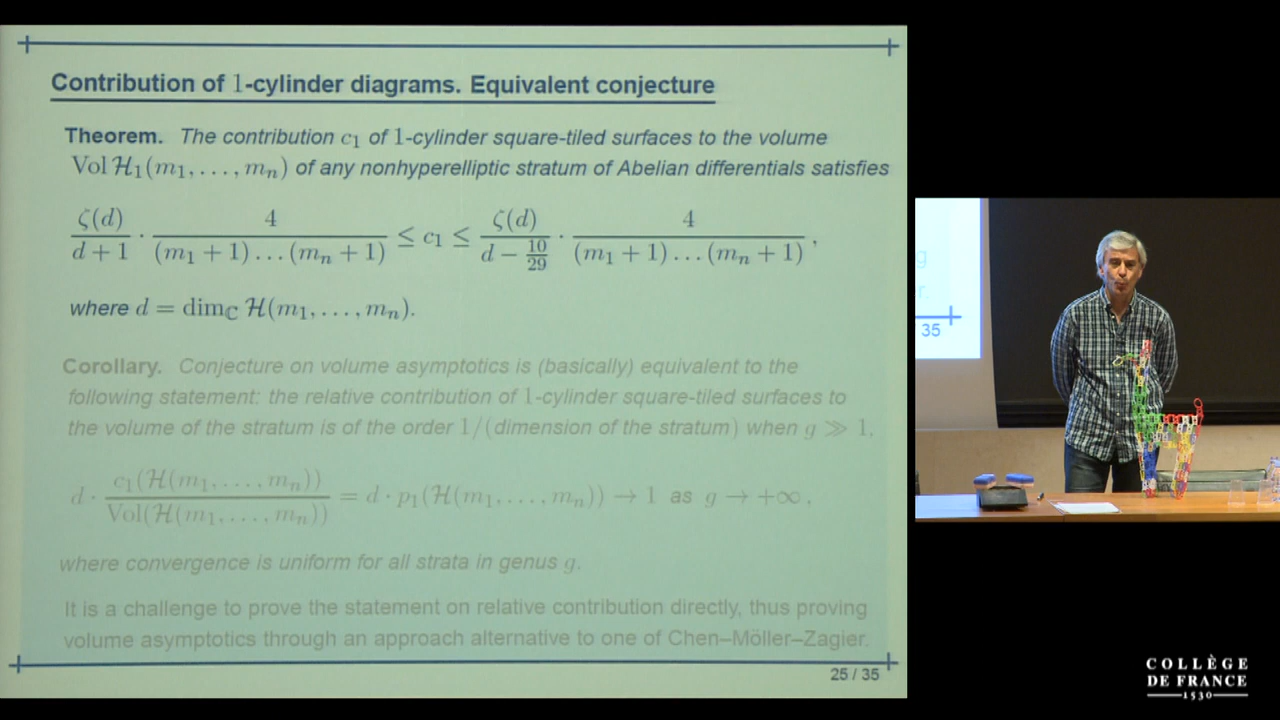 Contribution of 1-cylinder diagrams. Equivalent conjecture
Theorem. The contribution c₁ of 1-cylinder square-tiled surfaces to the volume
Vol ℋ₁(m₁, . . . , mₙ) of any nonhyperelliptic stratum of Abelian differentials satisfies
ζ(d)/(d + 1) · 4/((m₁ + 1) . . . (mₙ + 1)) ≤ c₁ ≤ ζ(d)/(d − 10/29) · 4/((m₁ + 1) . . . (mₙ + 1)) ,
where d = dim_ℂ ℋ(m₁, . . . , mₙ).
Corollary. Conjecture on volume asymptotics is (basically) equivalent to the
following statement: the relative contribution of 1-cylinder square-tiled surfaces to
the volume of the stratum is of the order 1/(dimension of the stratum) when g ≫ 1,
d · c₁(ℋ(m₁, . . . , mₙ))/Vol(ℋ(m₁, . . . , mₙ)) = d · p₁(ℋ(m₁, . . . , mₙ)) → 1 as g → +∞ ,
where convergence is uniform for all strata in genus g.
It is a challenge to prove the statement on relative contribution directly, thus proving
volume asymptotics through an approach alternative to one of Chen–Möller–Zagier.
25 / 35
g
r.
35
COLLÈGE
DE FRANCE
1530